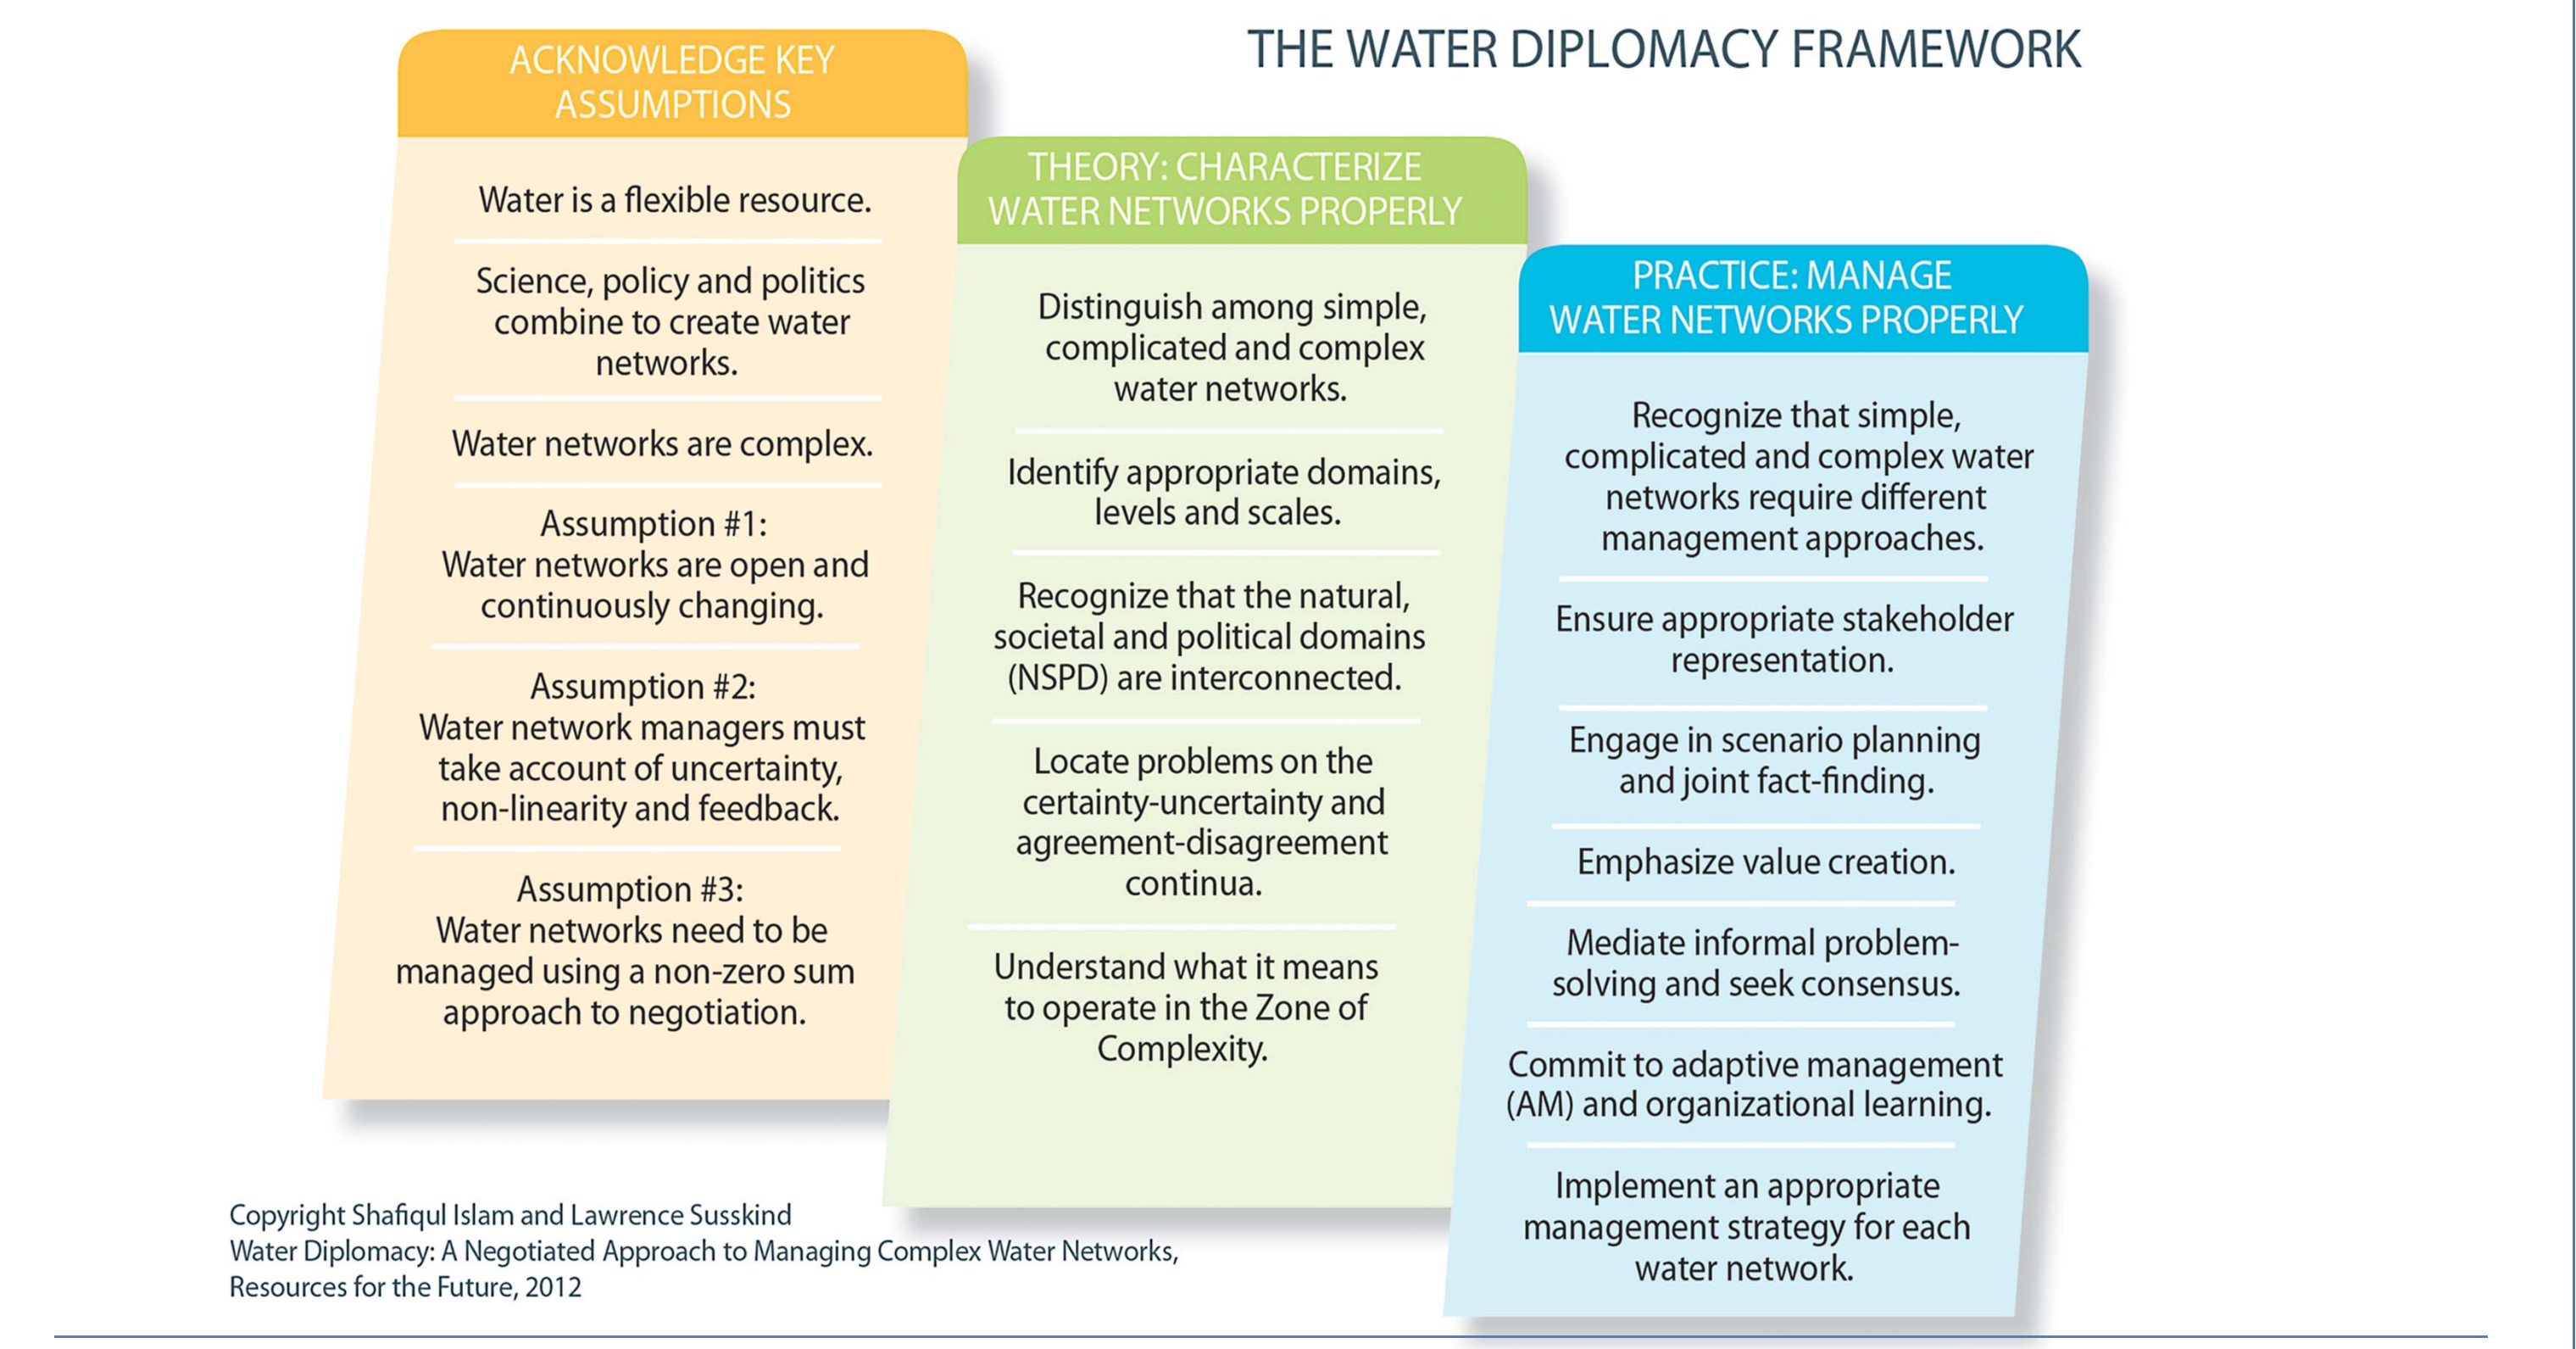 THE WATER DIPLOMACY FRAMEWORK
ACKNOWLEDGE KEY
ASSUMPTIONS
Water is a flexible resource.
Science, policy and politics
combine to create water
networks.
Water networks are complex.
Assumption #1:
Water networks are open and
continuously changing.
Assumption #2:
Water network managers must
take account of uncertainty,
non-linearity and feedback.
Assumption #3:
Water networks need to be
managed using a non-zero sum
approach to negotiation.
THEORY: CHARACTERIZE
WATER NETWORKS PROPERLY
Distinguish among simple,
complicated and complex
water networks.
Identify appropriate domains,
levels and scales.
Recognize that the natural,
societal and political domains
(NSPD) are interconnected.
Locate problems on the
certainty-uncertainty and
agreement-disagreement
continua.
Understand what it means
to operate in the Zone of
Complexity.
PRACTICE: MANAGE
WATER NETWORKS PROPERLY
Recognize that simple,
complicated and complex water
networks require different
management approaches.
Ensure appropriate stakeholder
representation.
Engage in scenario planning
and joint fact-finding.
Emphasize value creation.
Mediate informal problem-
solving and seek consensus.
Commit to adaptive management
(AM) and organizational learning.
Implement an appropriate
management strategy for each
water network.
Copyright Shafiqul Islam and Lawrence Susskind
Water Diplomacy: A Negotiated Approach to Managing Complex Water Networks,
Resources for the Future, 2012